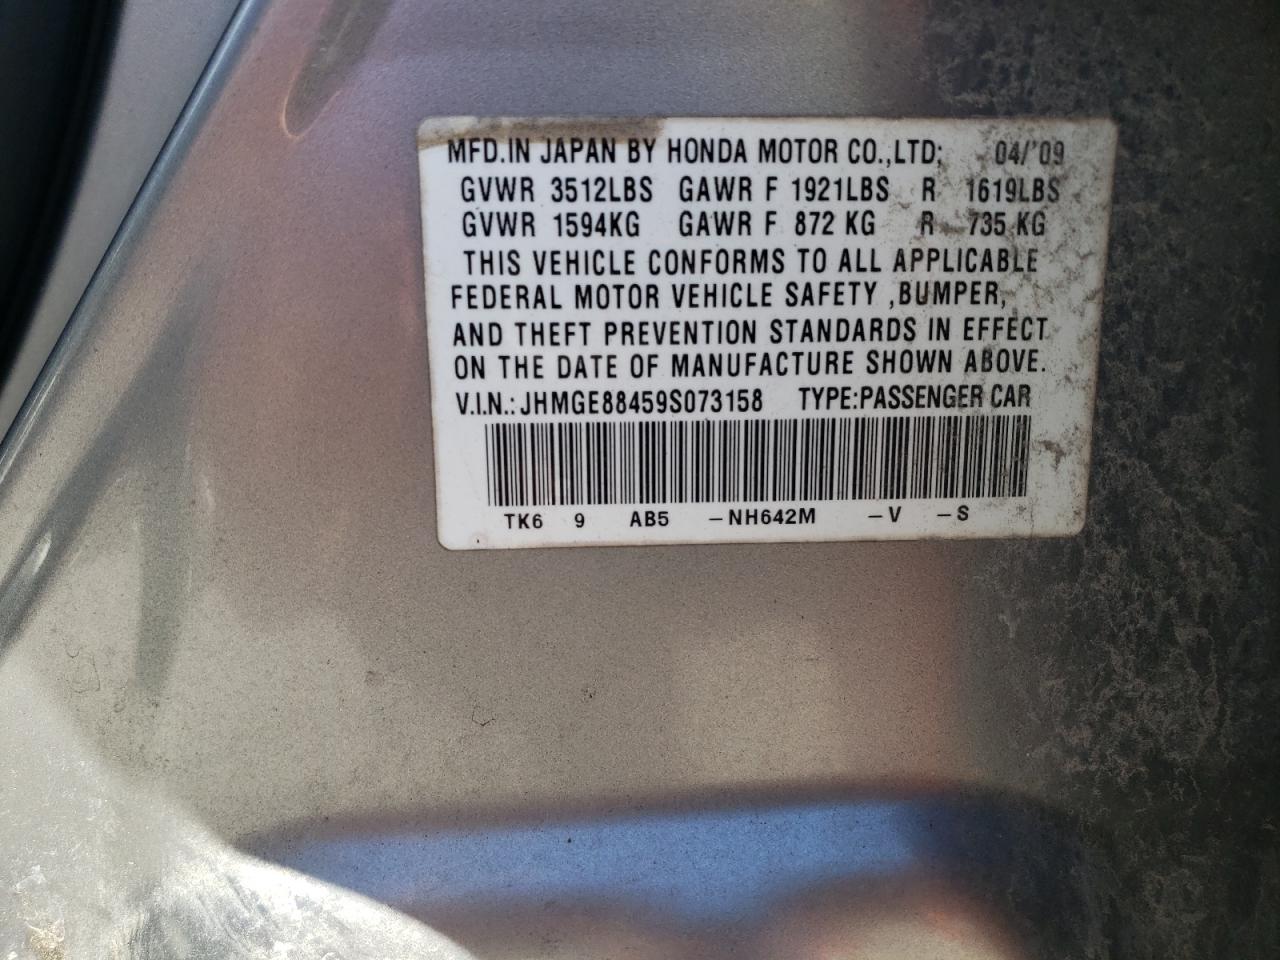 MFD.IN JAPAN BY HONDA MOTOR CO.,LTD; 04/'09
GVWR 3512LBS GAWR F 1921LBS R 1619LBS
GVWR 1594KG GAWR F 872 KG R 735 KG
THIS VEHICLE CONFORMS TO ALL APPLICABLE
FEDERAL MOTOR VEHICLE SAFETY ,BUMPER,
AND THEFT PREVENTION STANDARDS IN EFFECT
ON THE DATE OF MANUFACTURE SHOWN ABOVE.
V.I.N.: JHMGE88459S073158 TYPE:PASSENGER CAR
TK6 9 AB5 -NH642M -V -S